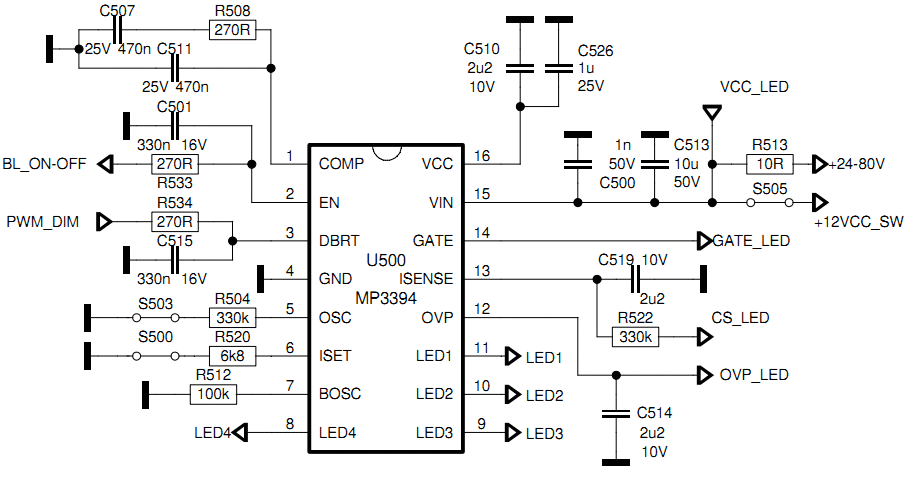 C507
R508
270R
25V 470n
C511
25V 470n
C501
330n 16V
BL_ON-OFF
270R
R533
R534
PWM_DIM
270R
C515
330n 16V
S503
R504
330k
S500
R520
6k8
R512
100k
LED4
1
2
3
4
5
6
7
8
COMP
EN
DBRT
GND
OSC
ISET
BOSC
LED4
U500
MP3394
VCC
VIN
GATE
ISENSE
OVP
LED1
LED2
LED3
16
15
14
13
12
11
10
9
C510
2u2
10V
C526
1u
25V
VCC_LED
1n
50V
C500
C513
10u
50V
R513
10R
+24-80V
S505
+12VCC_SW
GATE_LED
C519 10V
2u2
R522
330k
CS_LED
OVP_LED
LED1
LED2
LED3
C514
2u2
10V